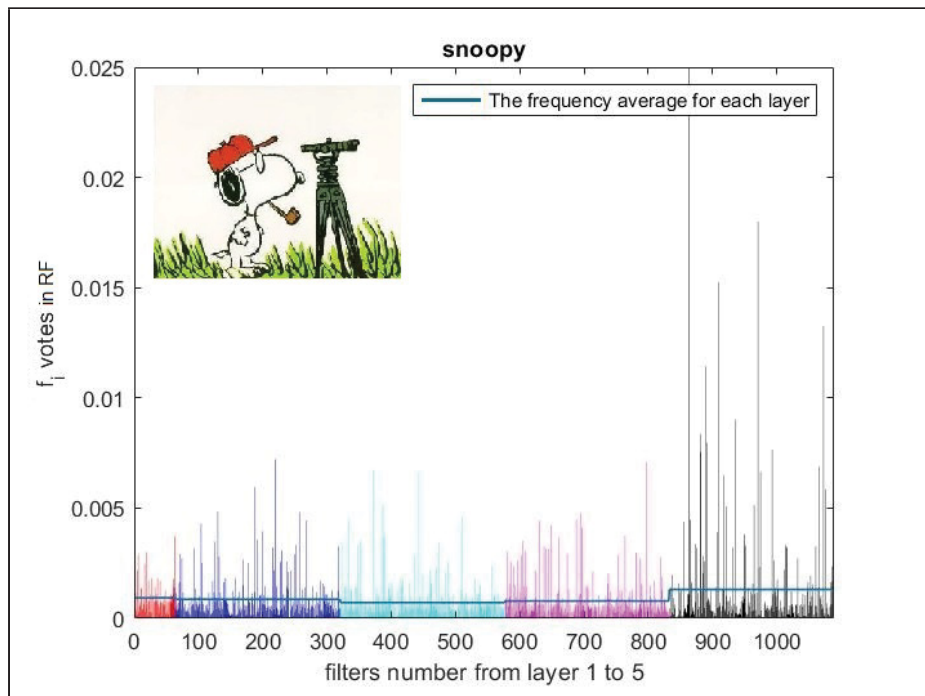 snoopy
0.025
The frequency average for each layer
0.02
0.015
0.01
0.005
0
f_i votes in RF
0 100 200 300 400 500 600 700 800 900 1000
filters number from layer 1 to 5